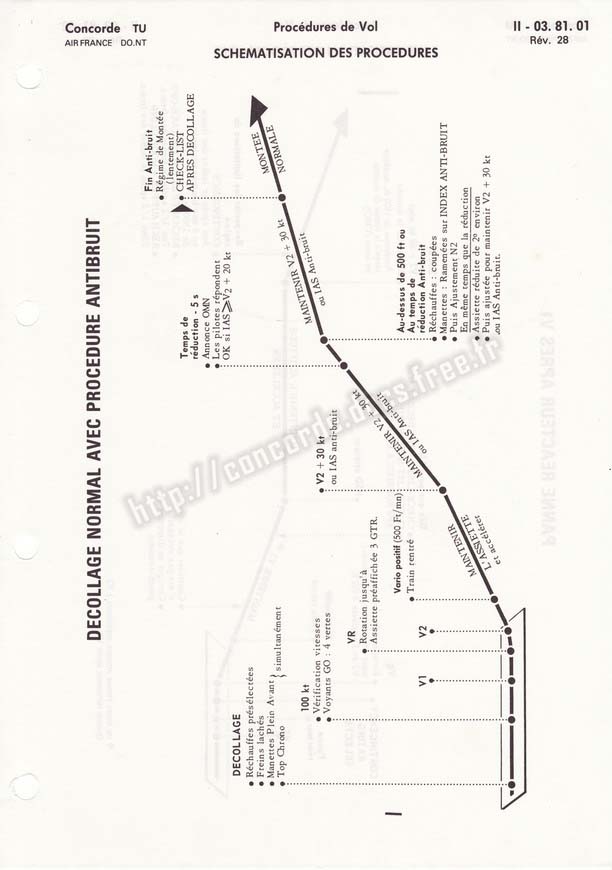 Concorde TU
AIR FRANCE DO.NT
Procédures de Vol
SCHEMATISATION DES PROCEDURES
II - 03. 81. 01
Rév. 28
DECOLLAGE NORMAL AVEC PROCEDURE ANTIBRUIT
DECOLLAGE
• Réchauffes présélectées
• Freins lachés
• Manettes Plein Avant
• Top Chrono
simultanément
100 kt
• Vérification vitesses
• Voyants GO : 4 vertes
V1
VR
• Rotation jusqu'à
Assiette préaffichée 3 GTR.
V2
Vario positif (500 Ft/mn)
• Train rentré
MAINTENIR
L'ASSIETTE
et accélérer
V2 + 30 kt
ou IAS anti-bruit
MAINTENIR V2 + 30 kt
ou IAS Anti-bruit
Temps de
réduction - 5 s
• Annonce OMN
• Les pilotes répondent
OK si IAS ⩾ V2 + 20 kt
Au-dessus de 500 ft ou
Au temps de
réduction Anti-bruit
• Réchauffes : coupées
• Manettes : Ramenées sur INDEX ANTI-BRUIT
• Puis Ajustement N2
En même temps que la réduction
• Assiette réduite de 2° environ
• Puis ajustée pour maintenir V2 + 30 kt
ou IAS Anti-bruit.
MAINTENIR V2 + 30 kt
ou IAS Anti-bruit
Fin Anti-bruit
• Régime de Montée
(lentement)
• CHECK-LIST
APRES DECOLLAGE
MONTEE
NORMALE
http://concorde-jacs.free.fr